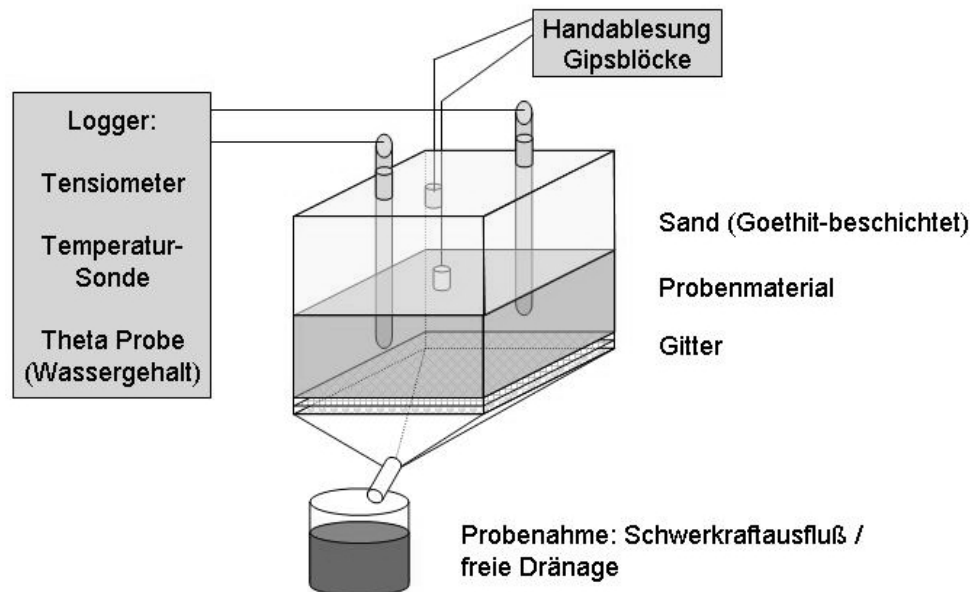 Handablesung
Gipsblöcke
Logger:
Tensiometer
Temperatur-
Sonde
Theta Probe
(Wassergehalt)
Sand (Goethit-beschichtet)
Probenmaterial
Gitter
Probenahme: Schwerkraftausfluß /
freie Dränage